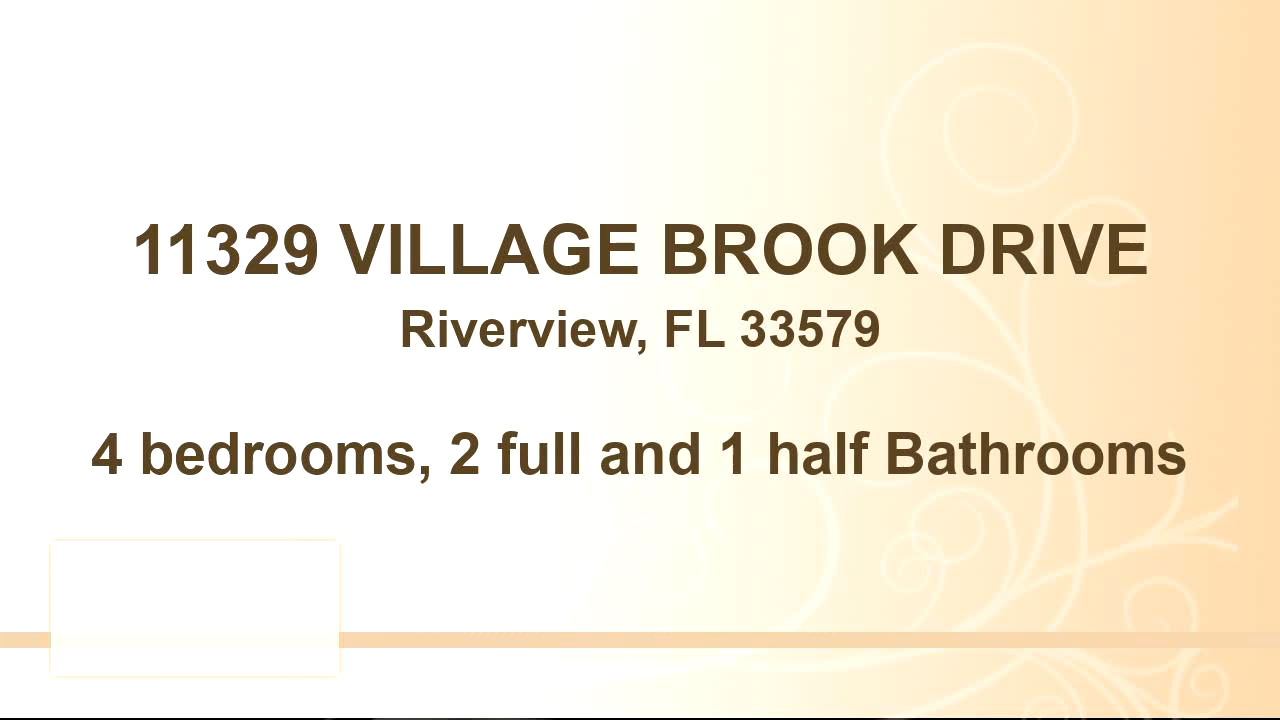 11329 VILLAGE BROOK DRIVE
Riverview, FL 33579
4 bedrooms, 2 full and 1 half Bathrooms